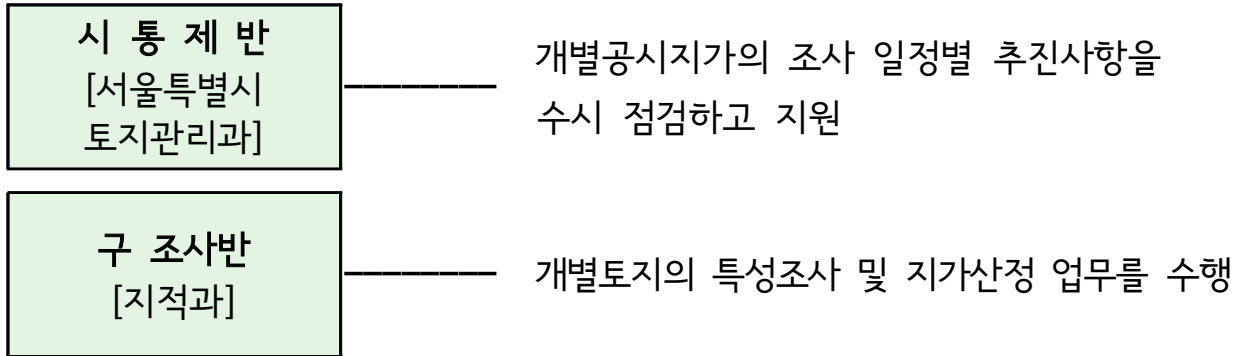 시 통 제 반
[서울특별시
토지관리과]
개별공시지가의 조사 일정별 추진사항을
수시 점검하고 지원
구 조사반
[지적과]
개별토지의 특성조사 및 지가산정 업무를 수행